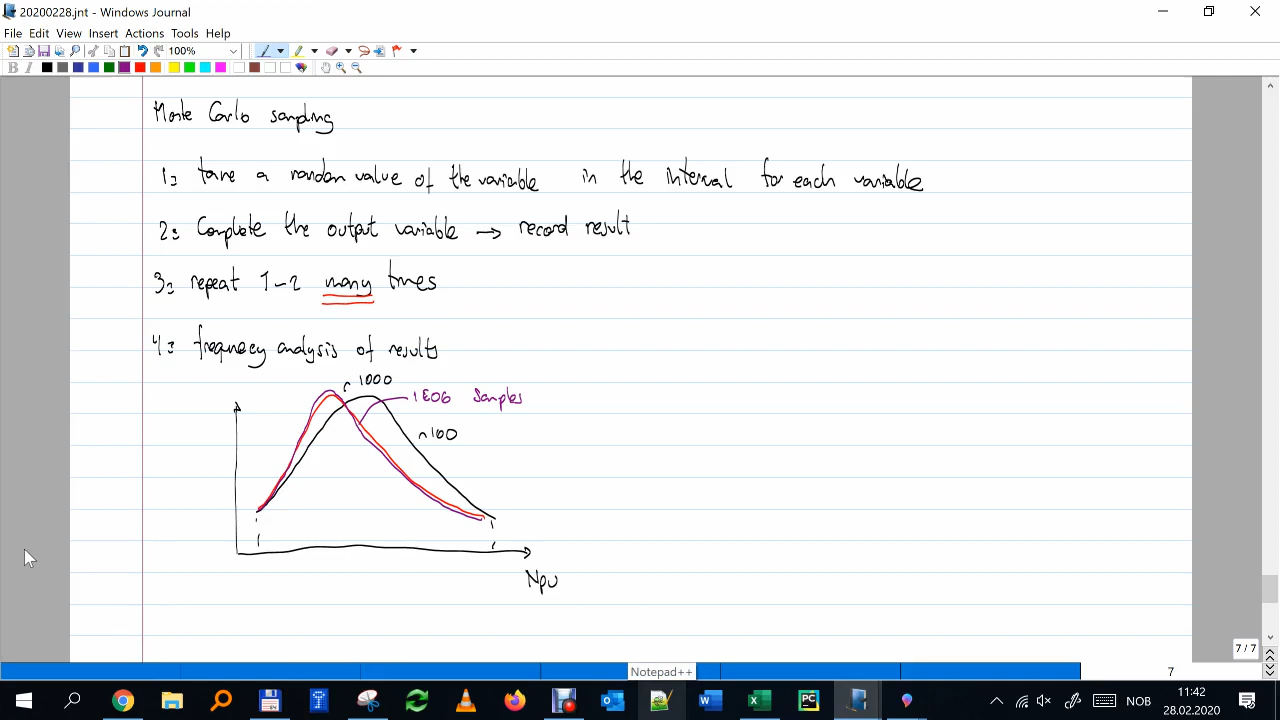 20200228.jnt - Windows Journal
File Edit View Insert Actions Tools Help
100%
B I
Monte Carlo sampling
1: take a random value of the variable in the interval for each variable
2: Complete the output variable → record result
3: repeat 1-2 many times
4: frequency analysis of results
1000
1E06 Samples
~100
Npu
7 / 7
Notepad++
7
NOB
11:42
28.02.2020